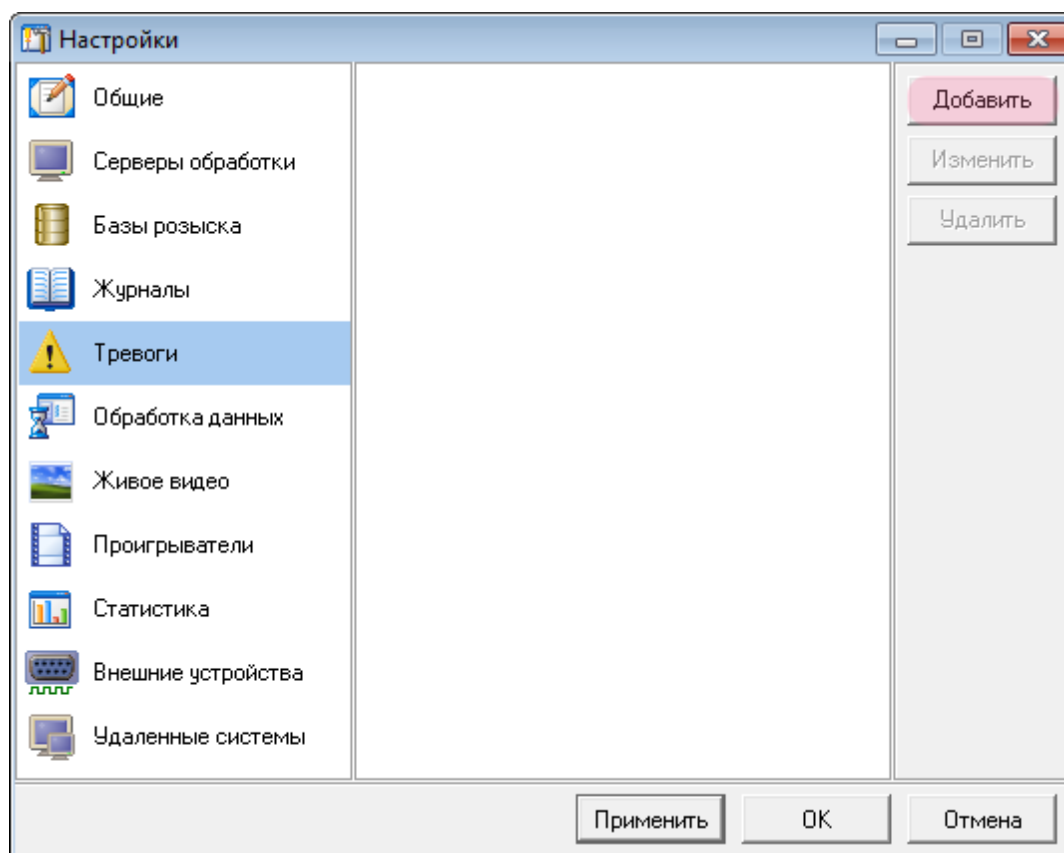 Настройки
Общие
Серверы обработки
Базы розыска
Журналы
Тревоги
Обработка данных
Живое видео
Проигрыватели
Статистика
Внешние устройства
Удаленные системы
Добавить
Изменить
Удалить
Применить
OK
Отмена